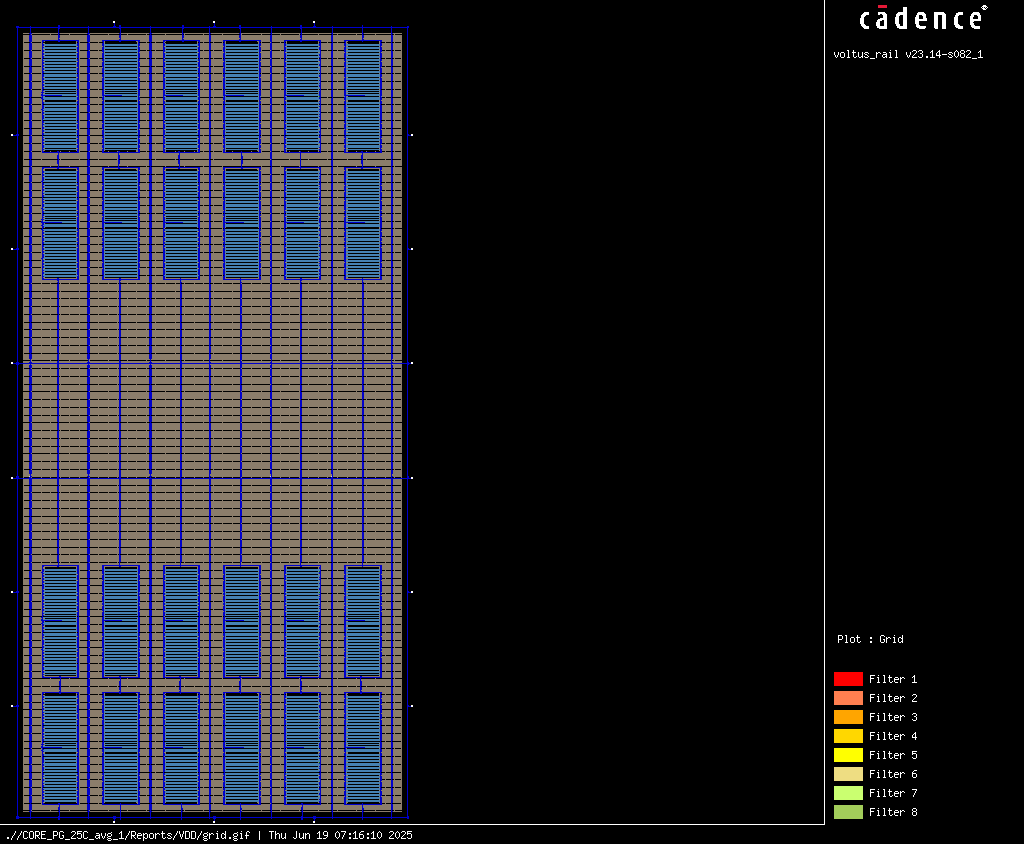 cādence®
voltus_rail v23.14-s082_1
Plot : Grid
Filter 1
Filter 2
Filter 3
Filter 4
Filter 5
Filter 6
Filter 7
Filter 8
.//CORE_PG_25C_avg_1/Reports/VDD/grid.gif | Thu Jun 19 07:16:10 2025